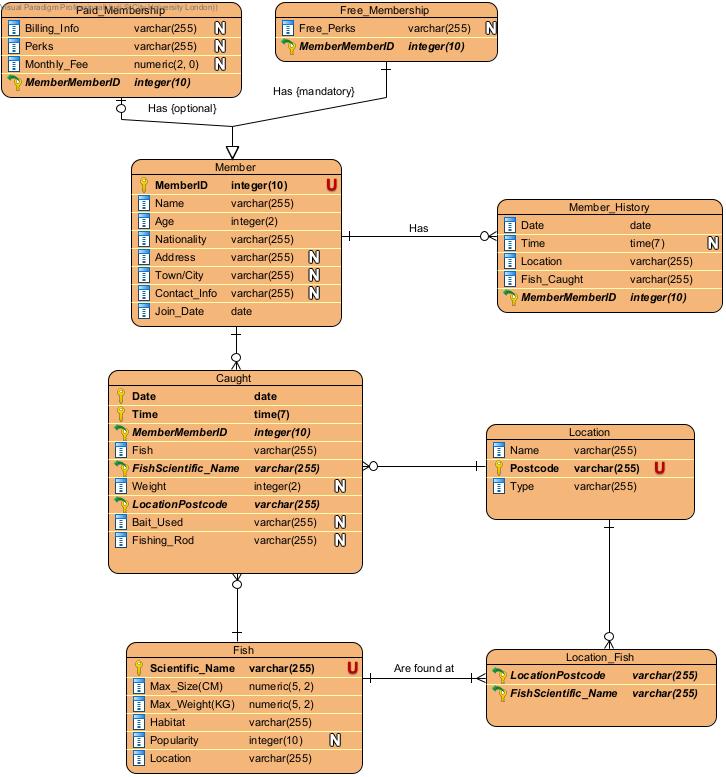 Visual Paradigm Professional (City University London))
Paid_Membership
Billing_Info varchar(255) N
Perks varchar(255) N
Monthly_Fee numeric(2, 0) N
MemberMemberID integer(10)
Free_Membership
Free_Perks varchar(255) N
MemberMemberID integer(10)
Has {optional}
Has {mandatory}
Member
MemberID integer(10) U
Name varchar(255)
Age integer(2)
Nationality varchar(255)
Address varchar(255) N
Town/City varchar(255) N
Contact_Info varchar(255) N
Join_Date date
Has
Member_History
Date date
Time time(7) N
Location varchar(255)
Fish_Caught varchar(255)
MemberMemberID integer(10)
Caught
Date date
Time time(7)
MemberMemberID integer(10)
Fish varchar(255)
FishScientific_Name varchar(255)
Weight integer(2) N
LocationPostcode varchar(255)
Bait_Used varchar(255) N
Fishing_Rod varchar(255) N
Location
Name varchar(255)
Postcode varchar(255) U
Type varchar(255)
Fish
Scientific_Name varchar(255) U
Max_Size(CM) numeric(5, 2)
Max_Weight(KG) numeric(5, 2)
Habitat varchar(255)
Popularity integer(10) N
Location varchar(255)
Are found at
Location_Fish
LocationPostcode varchar(255)
FishScientific_Name varchar(255)